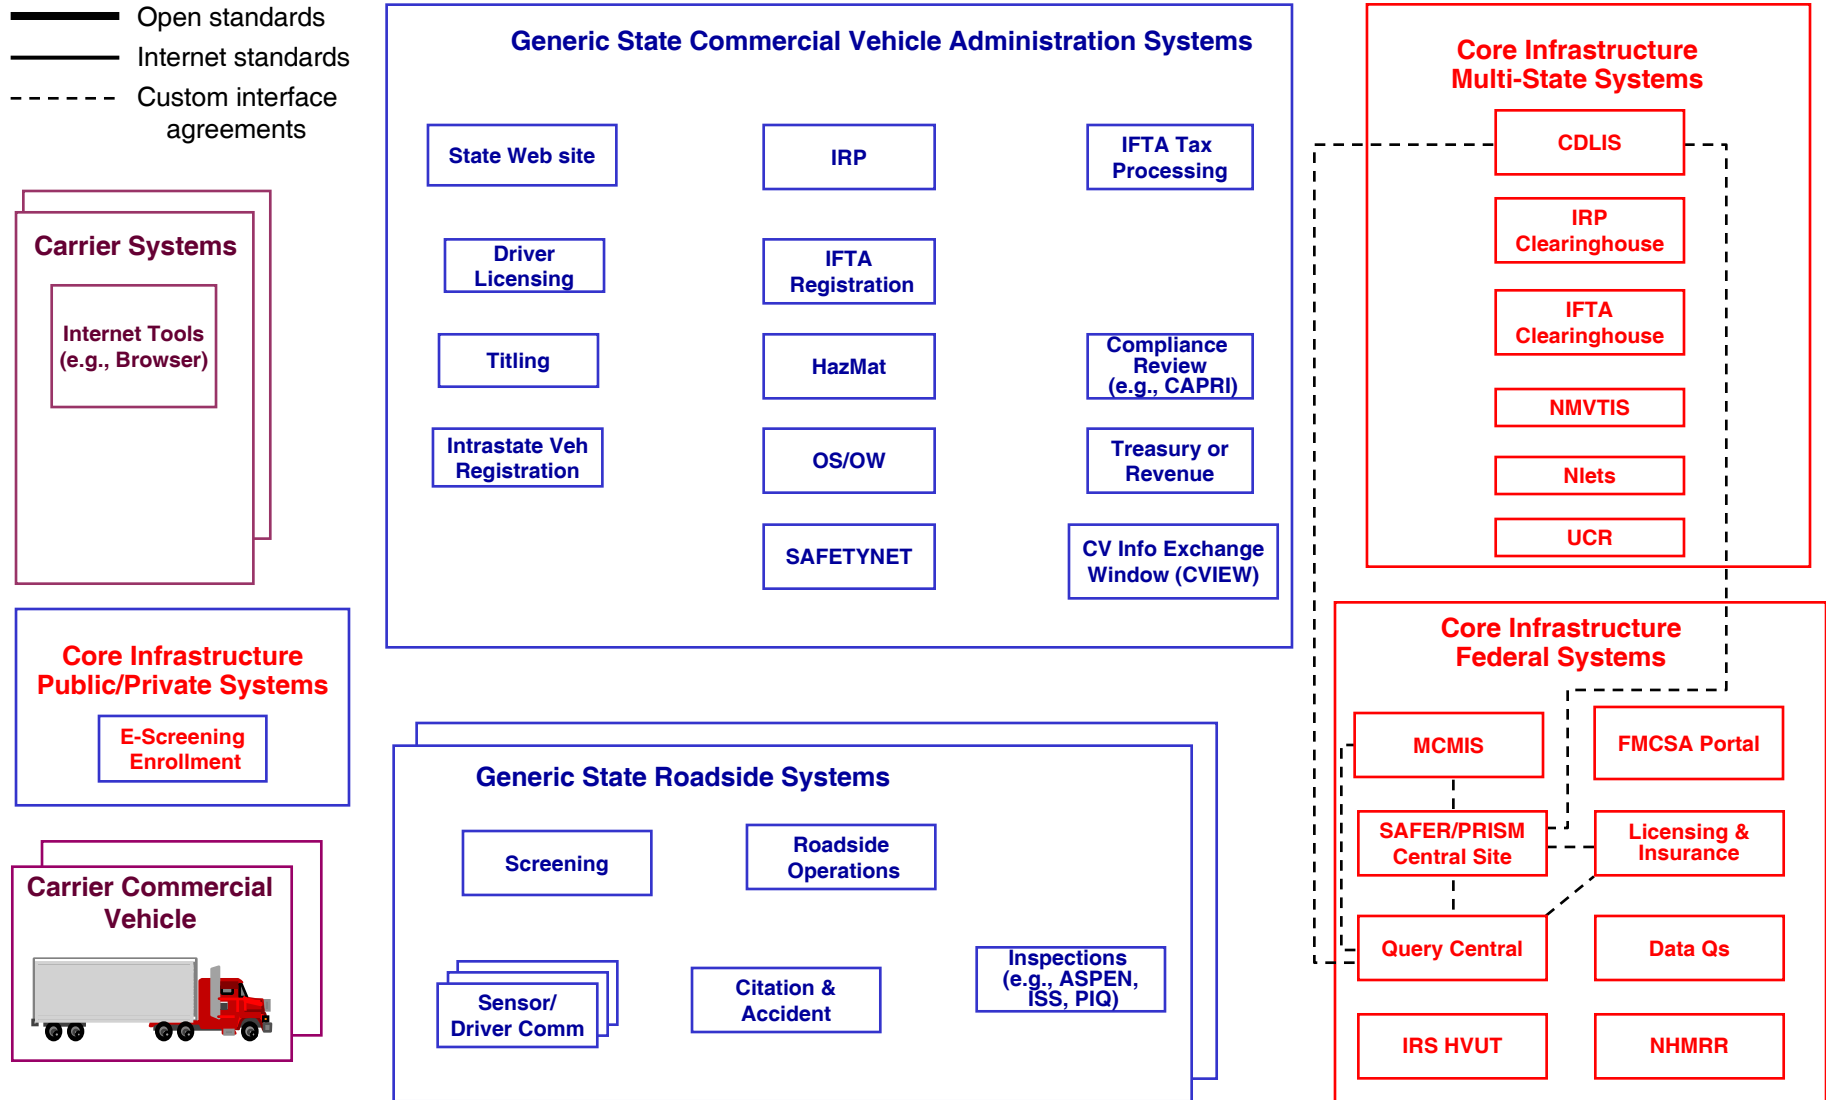 Open standards
Internet standards
Custom interface
agreements
Carrier Systems
Internet Tools
(e.g., Browser)
Core Infrastructure
Public/Private Systems
E-Screening
Enrollment
Carrier Commercial
Vehicle
Generic State Commercial Vehicle Administration Systems
State Web site
IRP
IFTA Tax
Processing
Driver
Licensing
IFTA
Registration
Titling
HazMat
Compliance
Review
(e.g., CAPRI)
Intrastate Veh
Registration
OS/OW
Treasury or
Revenue
SAFETYNET
CV Info Exchange
Window (CVIEW)
Generic State Roadside Systems
Screening
Roadside
Operations
Sensor/
Driver Comm
Citation &
Accident
Inspections
(e.g., ASPEN,
ISS, PIQ)
Core Infrastructure
Multi-State Systems
CDLIS
IRP
Clearinghouse
IFTA
Clearinghouse
NMVTIS
Nlets
UCR
Core Infrastructure
Federal Systems
MCMIS
FMCSA Portal
SAFER/PRISM
Central Site
Licensing &
Insurance
Query Central
Data Qs
IRS HVUT
NHMRR